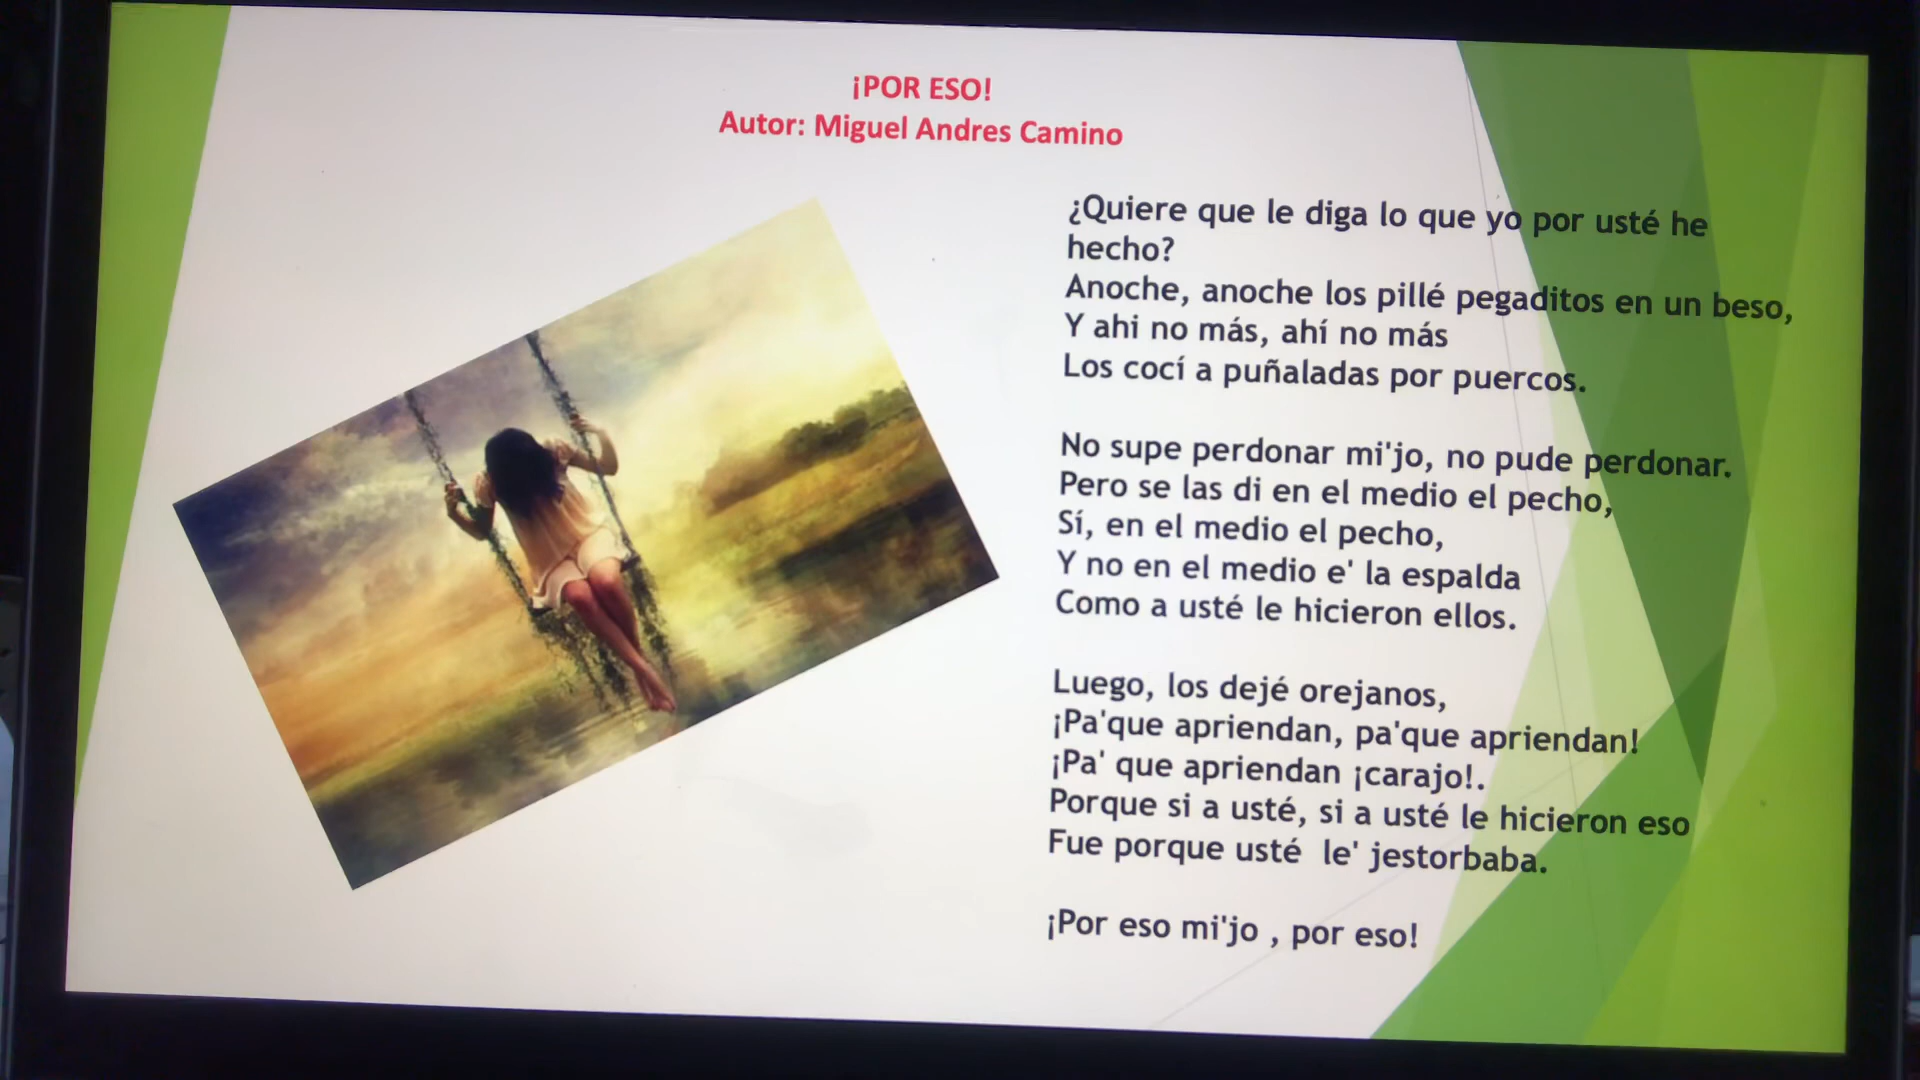 ¡POR ESO!
Autor: Miguel Andres Camino
¿Quiere que le diga lo que yo por usté he
hecho?
Anoche, anoche los pillé pegaditos en un beso,
Y ahi no más, ahí no más
Los cocí a puñaladas por puercos.
No supe perdonar mi'jo, no pude perdonar.
Pero se las di en el medio el pecho,
Sí, en el medio el pecho,
Y no en el medio e' la espalda
Como a usté le hicieron ellos.
Luego, los dejé orejanos,
¡Pa'que apriendan, pa'que apriendan!
¡Pa' que apriendan ¡carajo!.
Porque si a usté, si a usté le hicieron eso
Fue porque usté  le' jestorbaba.
¡Por eso mi'jo , por eso!